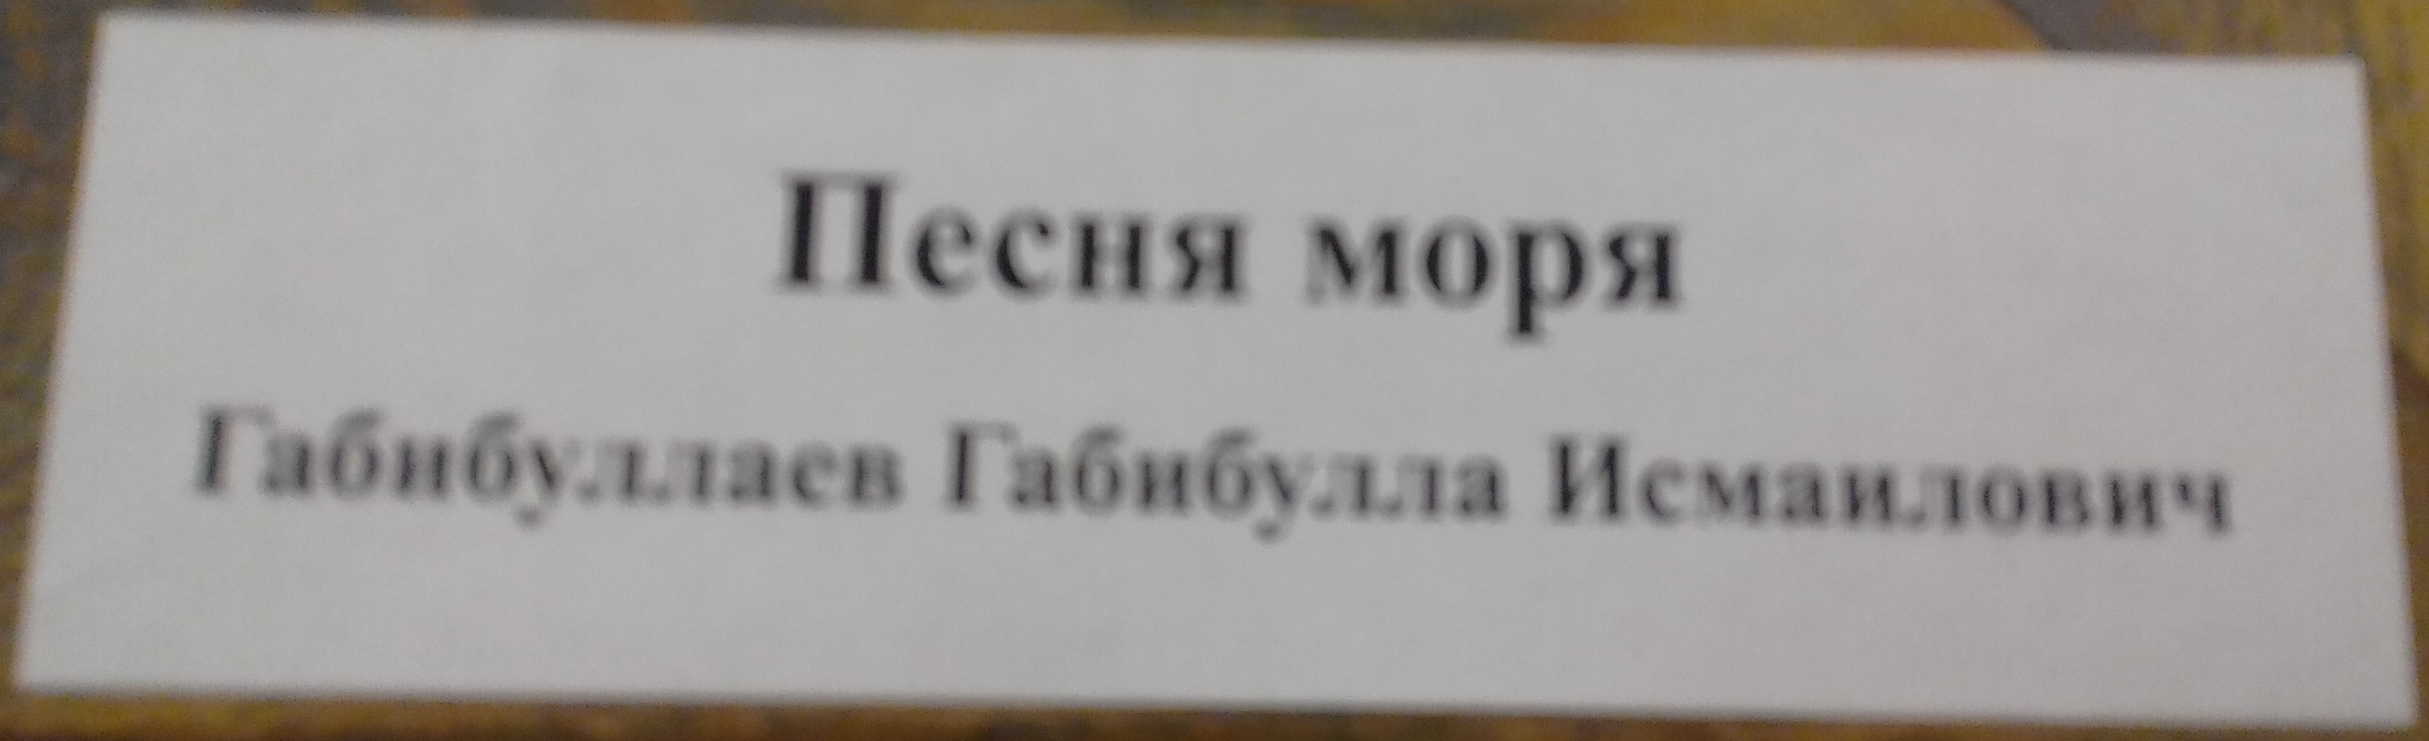 Песня моря
Габибуллаев Габибулла Исмаилович